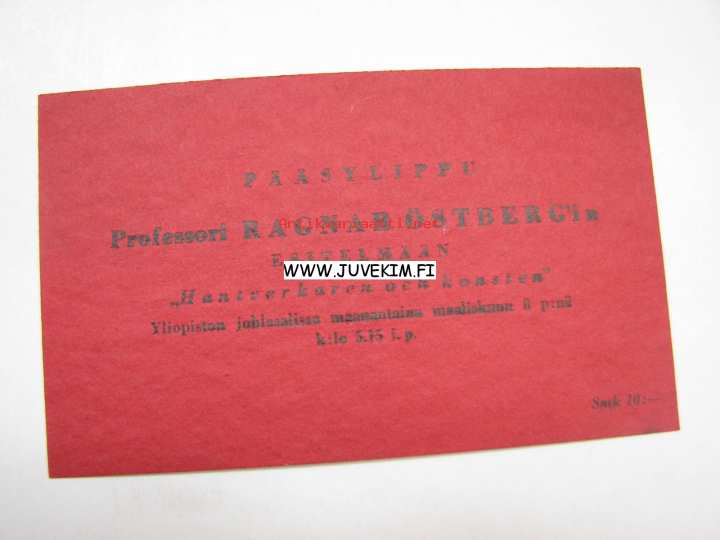 PÄÄSYLIPPU
Professori RAGNAR ÖSTBERG'in
ESITELMÄÄN
WWW.JUVEKIM.FI
„Hantverkaren och konsten”
Yliopiston juhlasalissa maanantaina maaliskuun 8 p:nä
k:lo 5.15 i.p.
Smk 10:—